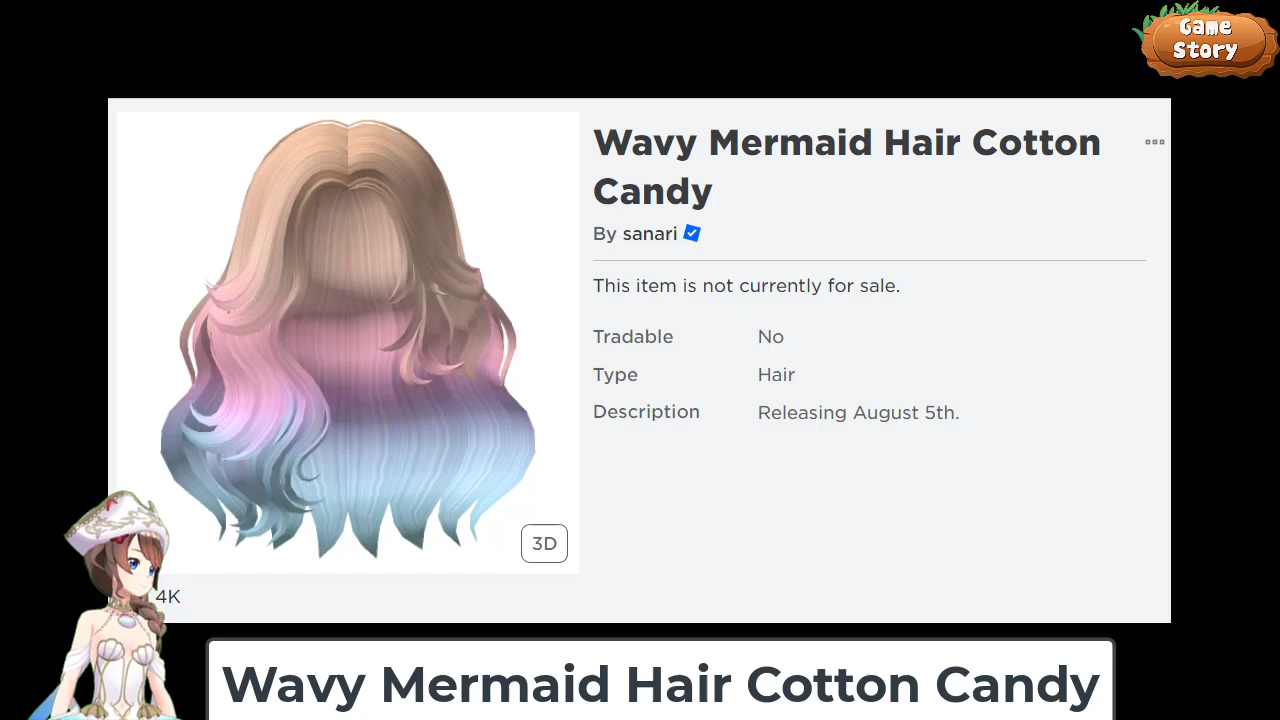 Game
Story
Wavy Mermaid Hair Cotton
Candy
By sanari
This item is not currently for sale.
Tradable No
Type Hair
Description Releasing August 5th.
3D
4K
Wavy Mermaid Hair Cotton Candy